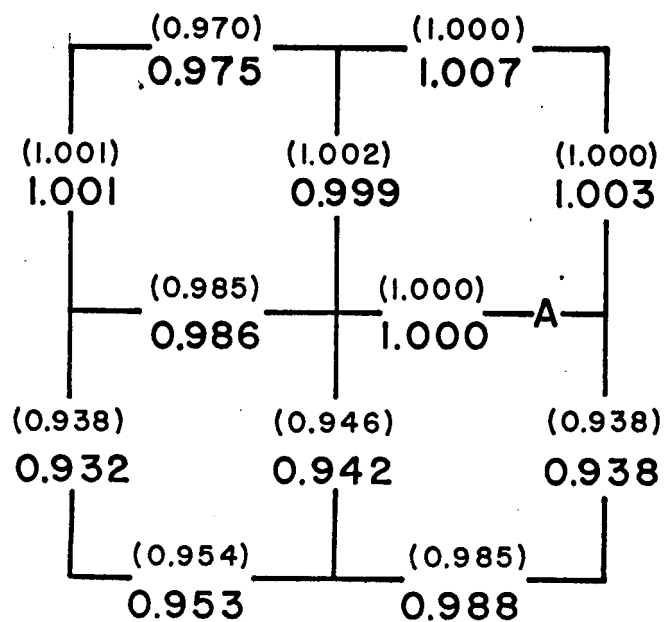 (0.970) (1.000)
0.975 1.007
(1.001) (1.002) (1.000)
1.001 0.999 1.003
(0.985) (1.000)
0.986 1.000 A
(0.938) (0.946) (0.938)
0.932 0.942 0.938
(0.954) (0.985)
0.953 0.988